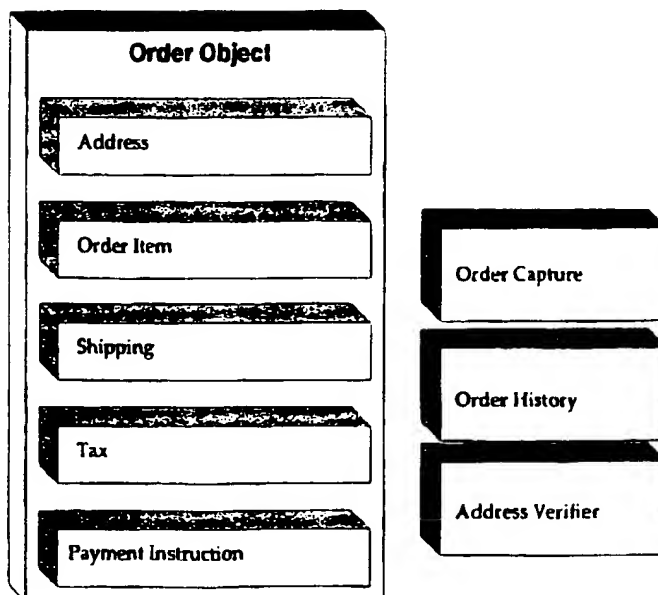 Order Object
Address
Order Item
Shipping
Tax
Payment Instruction
Order Capture
Order History
Address Verifier